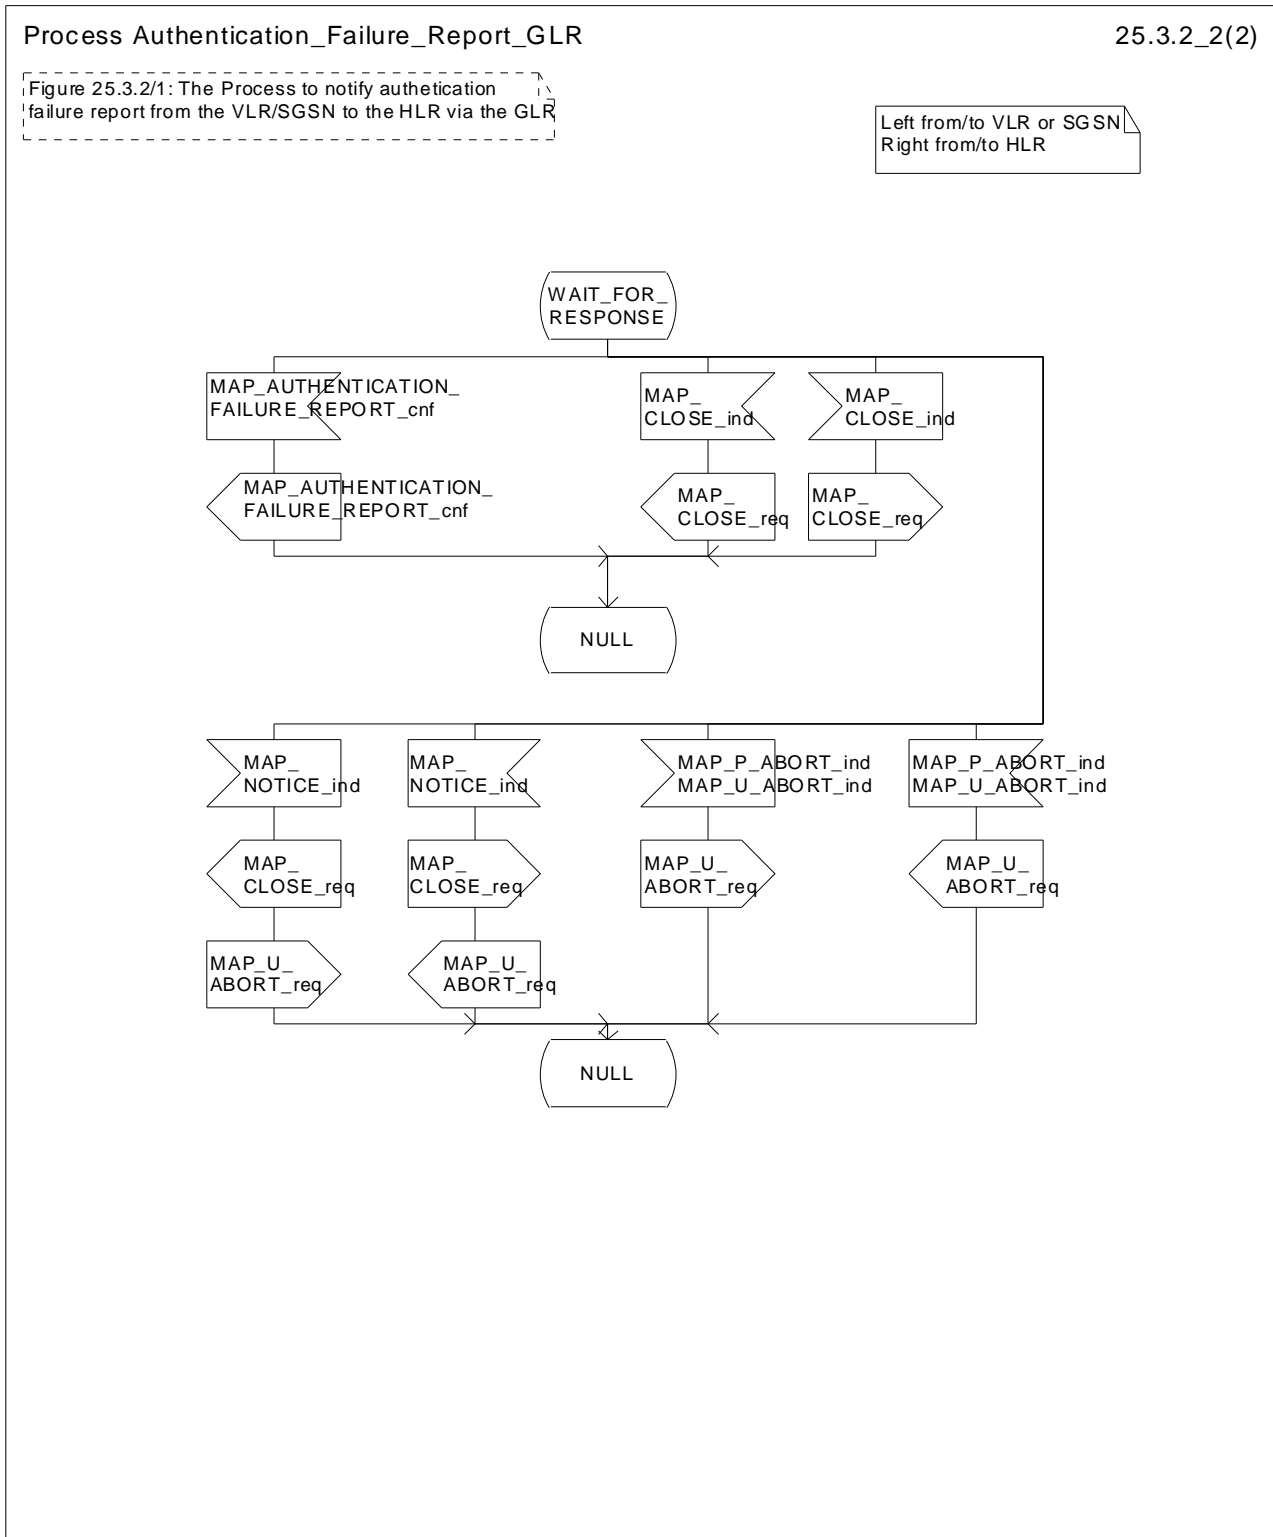 Process Authentication_Failure_Report_GLR
25.3.2_2(2)
Figure 25.3.2/1: The Process to notify authetication
failure report from the VLR/SGSN to the HLR via the GLR
Left from/to VLR or SGSN
Right from/to HLR
WAIT_FOR_
RESPONSE
MAP_AUTHENTICATION_
FAILURE_REPORT_cnf
MAP_
CLOSE_ind
MAP_
CLOSE_ind
MAP_AUTHENTICATION_
FAILURE_REPORT_cnf
MAP_
CLOSE_req
MAP_
CLOSE_req
NULL
MAP_
NOTICE_ind
MAP_
NOTICE_ind
MAP_P_ABORT_ind
MAP_U_ABORT_ind
MAP_P_ABORT_ind
MAP_U_ABORT_ind
MAP_
CLOSE_req
MAP_
CLOSE_req
MAP_U_
ABORT_req
MAP_U_
ABORT_req
MAP_U_
ABORT_req
MAP_U_
ABORT_req
NULL